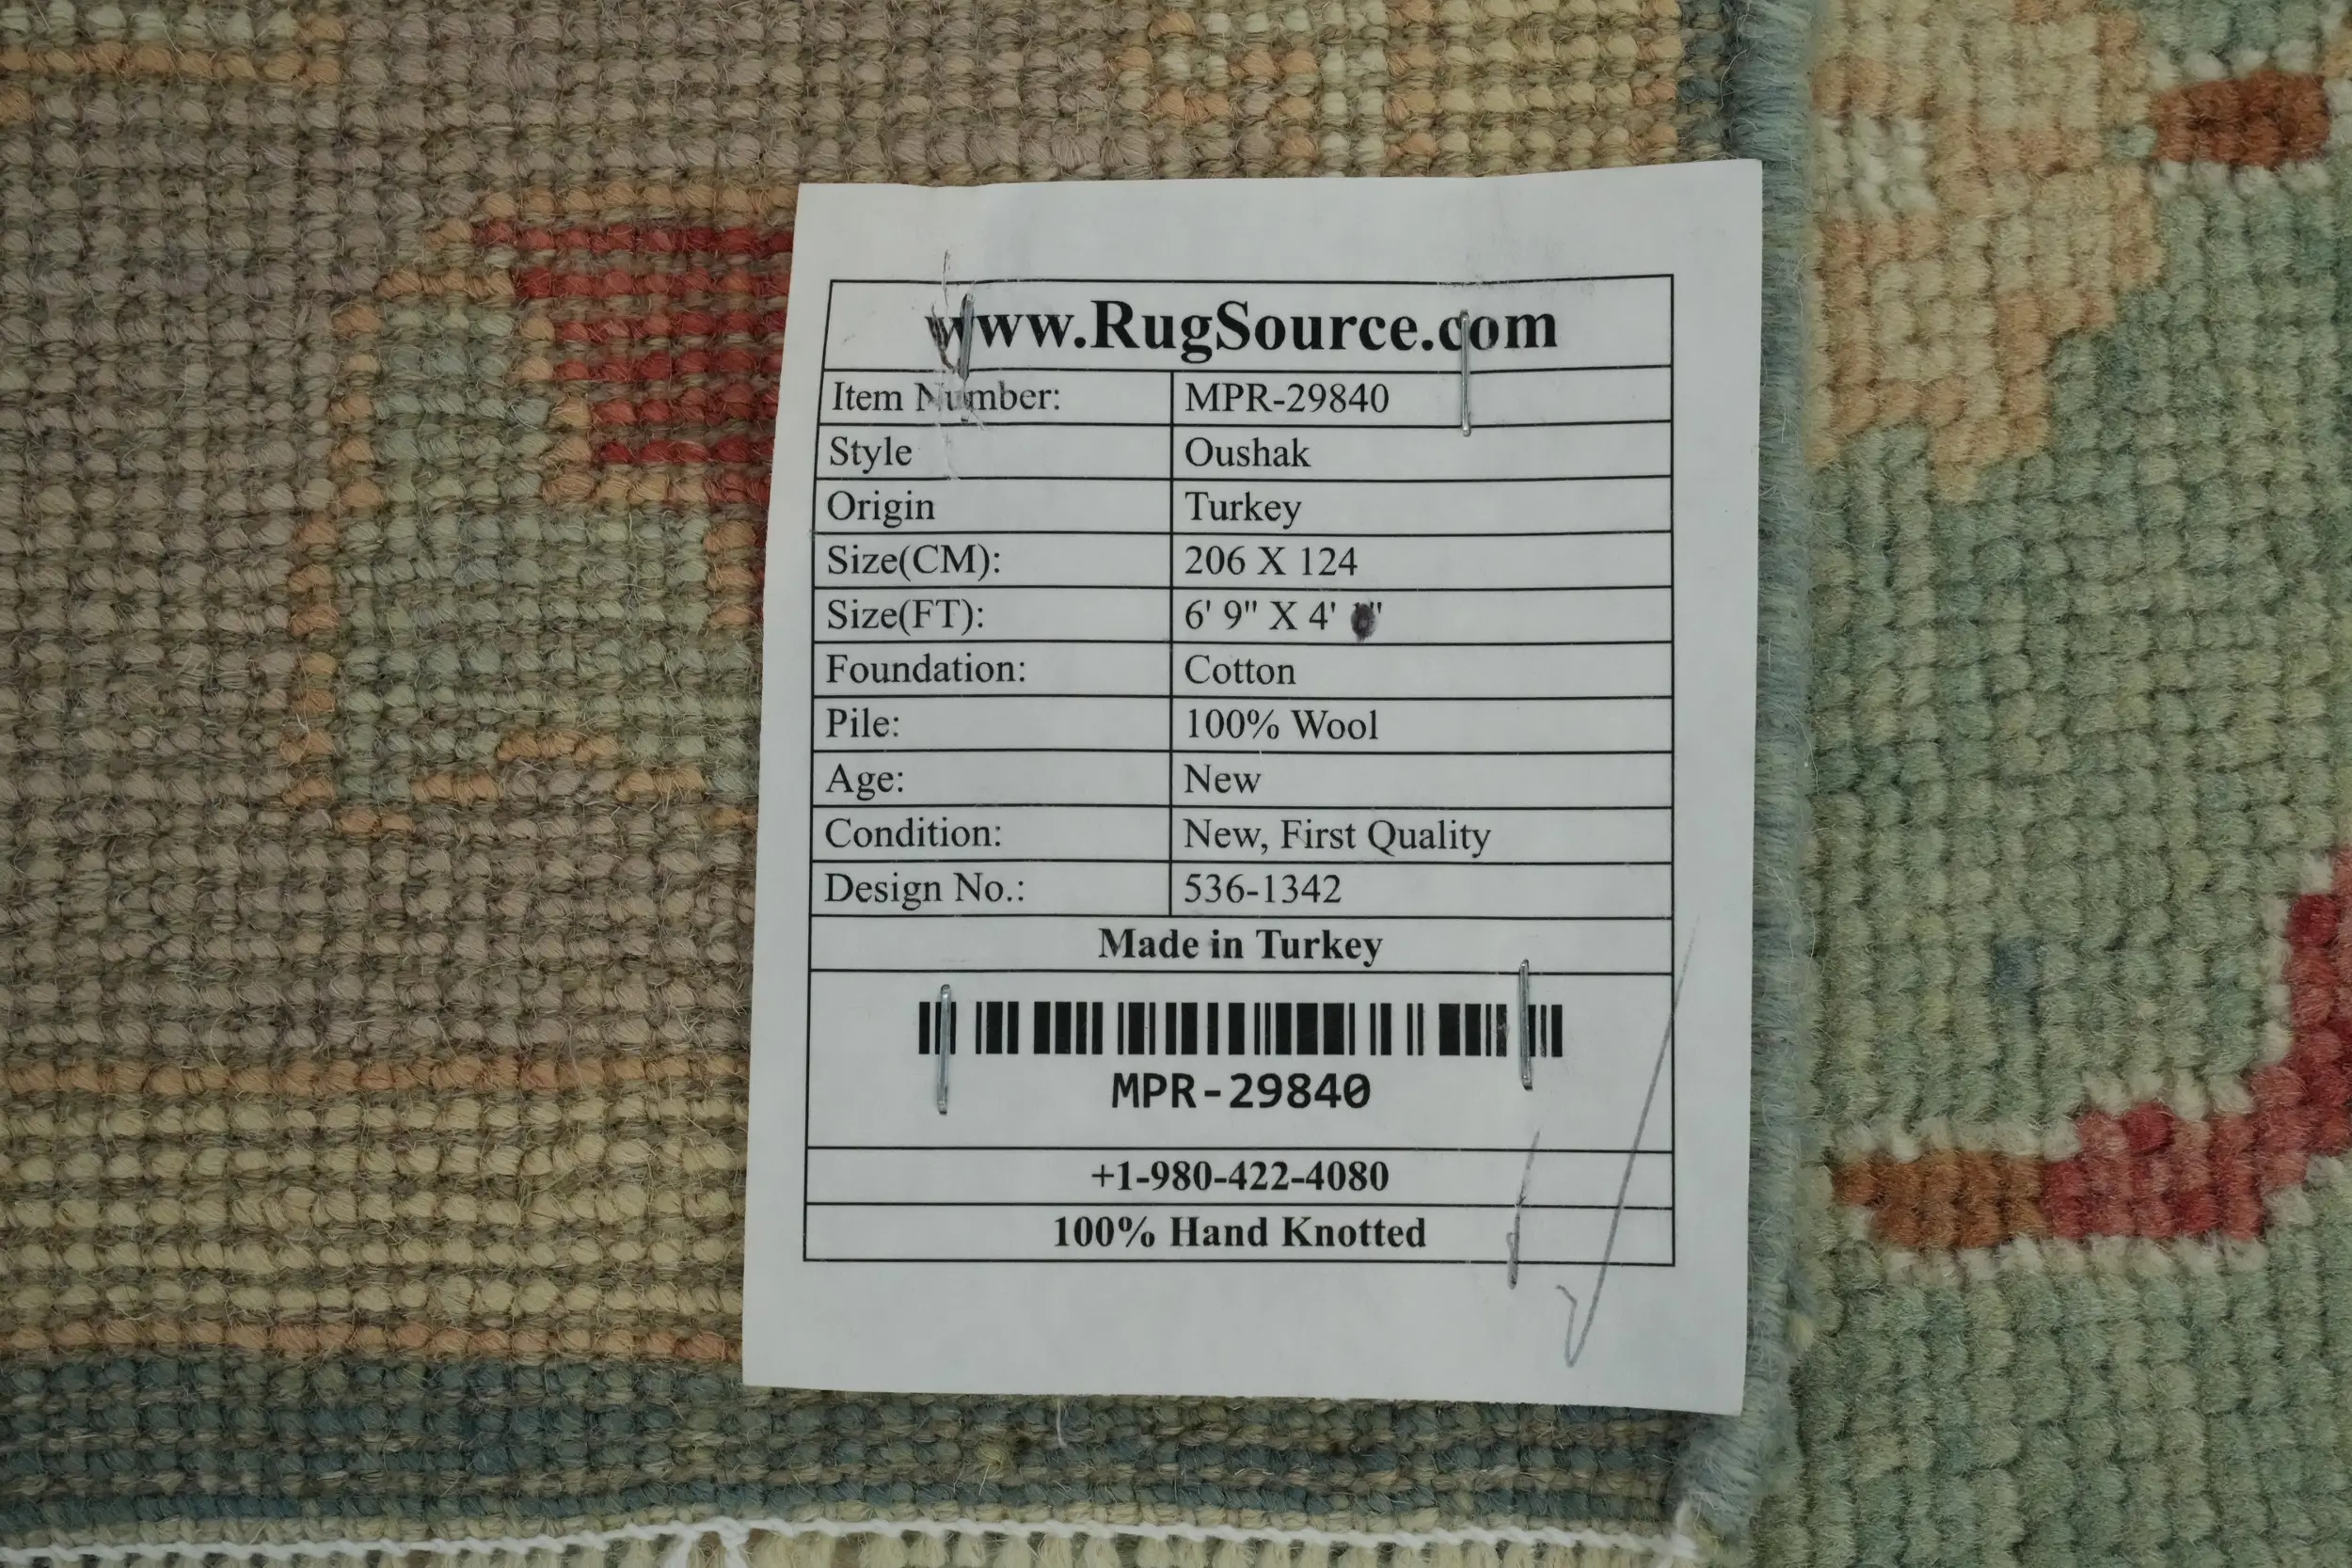 www.RugSource.com
Item Number: MPR-29840
Style Oushak
Origin Turkey
Size(CM): 206 X 124
Size(FT): 6' 9" X 4'
Foundation: Cotton
Pile: 100% Wool
Age: New
Condition: New, First Quality
Design No.: 536-1342
Made in Turkey
MPR-29840
+1-980-422-4080
100% Hand Knotted